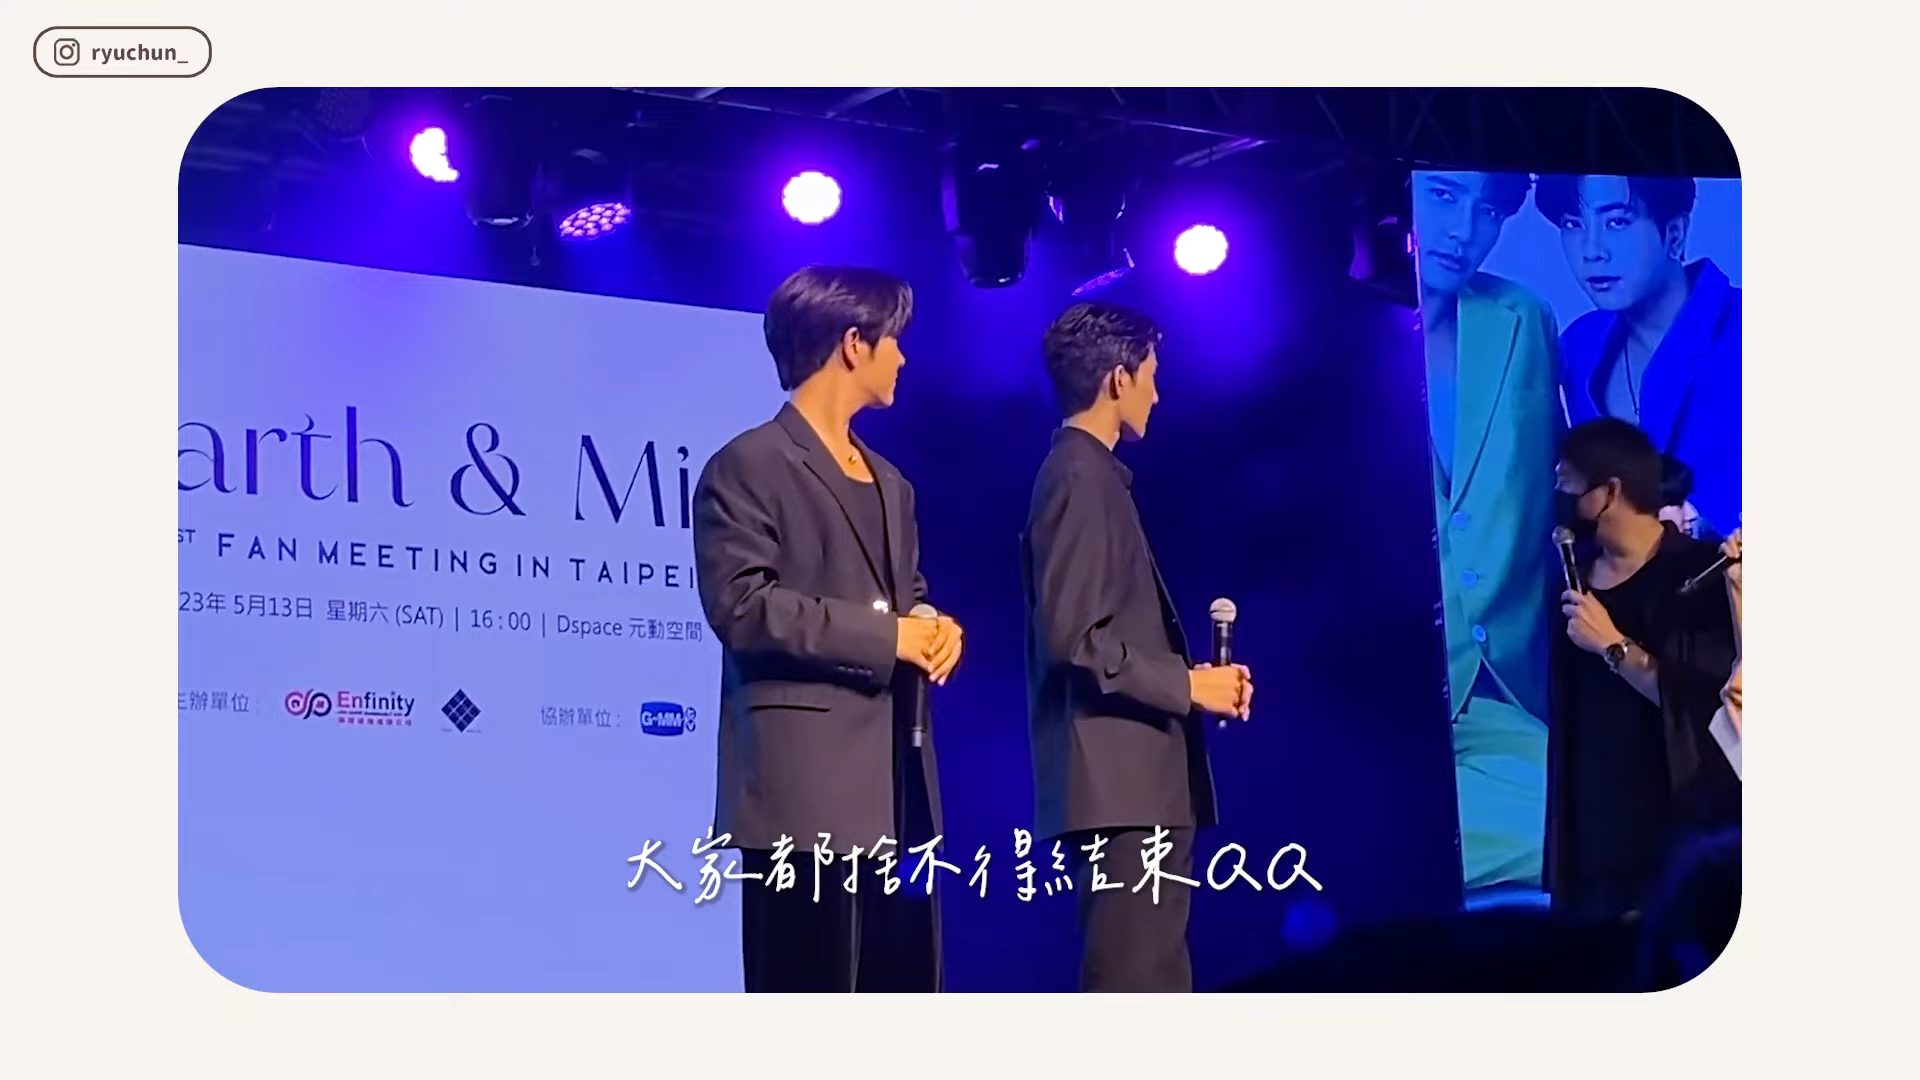 ryuchun_
arth & Mi
ST FAN MEETING IN TAIPEI
23年 5月13日 星期六 (SAT) | 16:00 | Dspace 元動空間
主辦單位
Enfinity
協辦單位：
GMMTV
大家都捨不得結束QQ